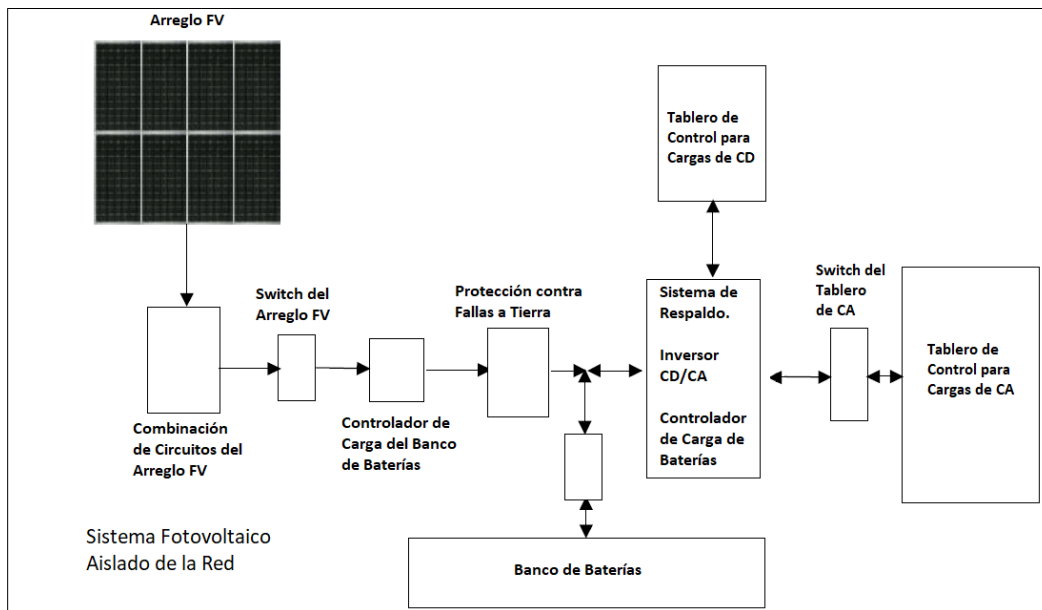 Arreglo FV
Tablero de
Control para
Cargas de CD
Switch del
Arreglo FV
Protección contra
Fallas a Tierra
Sistema de
Respaldo.
Inversor
CD/CA
Controlador
de Carga de
Baterías
Switch del
Tablero
de CA
Tablero de
Control para
Cargas de CA
Combinación
de Circuitos del
Arreglo FV
Controlador de
Carga del Banco
de Baterías
Sistema Fotovoltaico
Aislado de la Red
Banco de Baterías